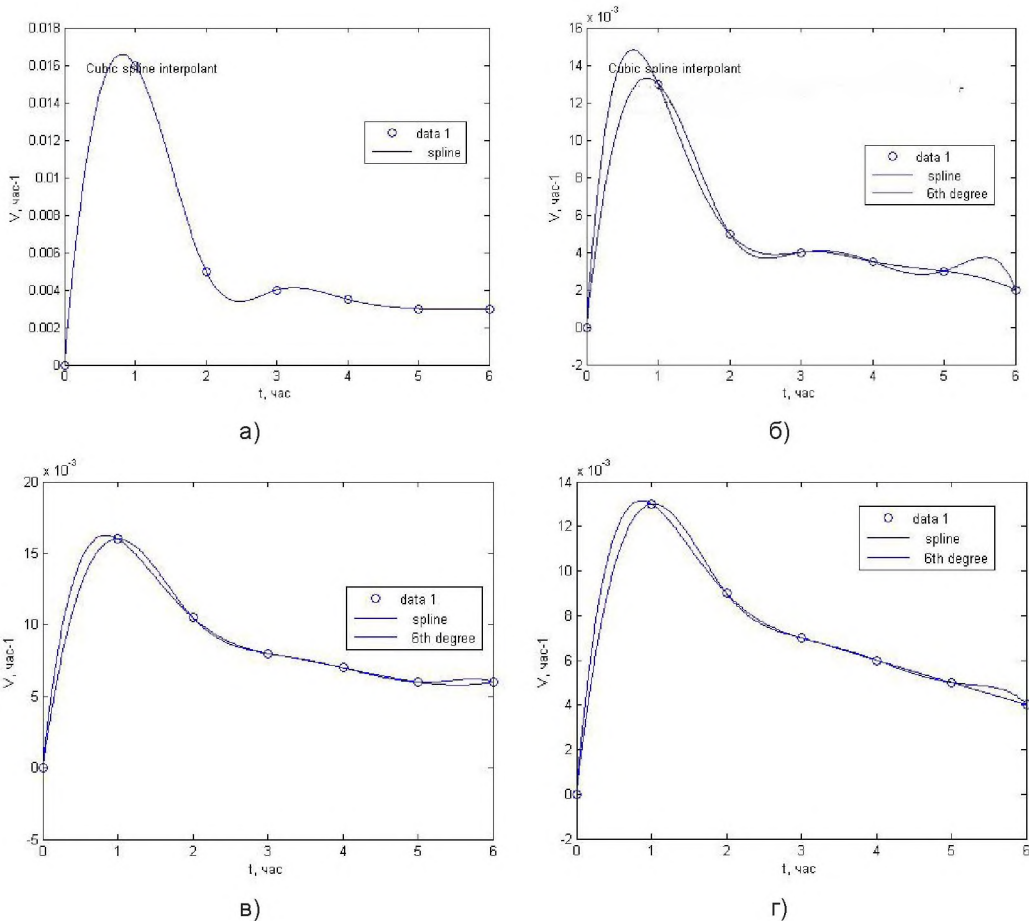 0.018
0.016
0.014
0.012
0.01
0.008
0.006
0.004
0.002
0
V, час-1
Cubic spline interpolant
data 1
spline
0 1 2 3 4 5 6
t, час
а)
x 10-3
16
14
12
10
8
6
4
2
0
-2
V, час-1
Cubic spline interpolant
data 1
spline
6th degree
0 1 2 3 4 5 6
t, час
б)
x 10-3
20
15
10
5
0
-5
V, час-1
data 1
spline
6th degree
0 1 2 3 4 5 6
t, час
в)
x 10-3
14
12
10
8
6
4
2
0
-2
V, час-1
data 1
spline
6th degree
0 1 2 3 4 5 6
t, час
г)